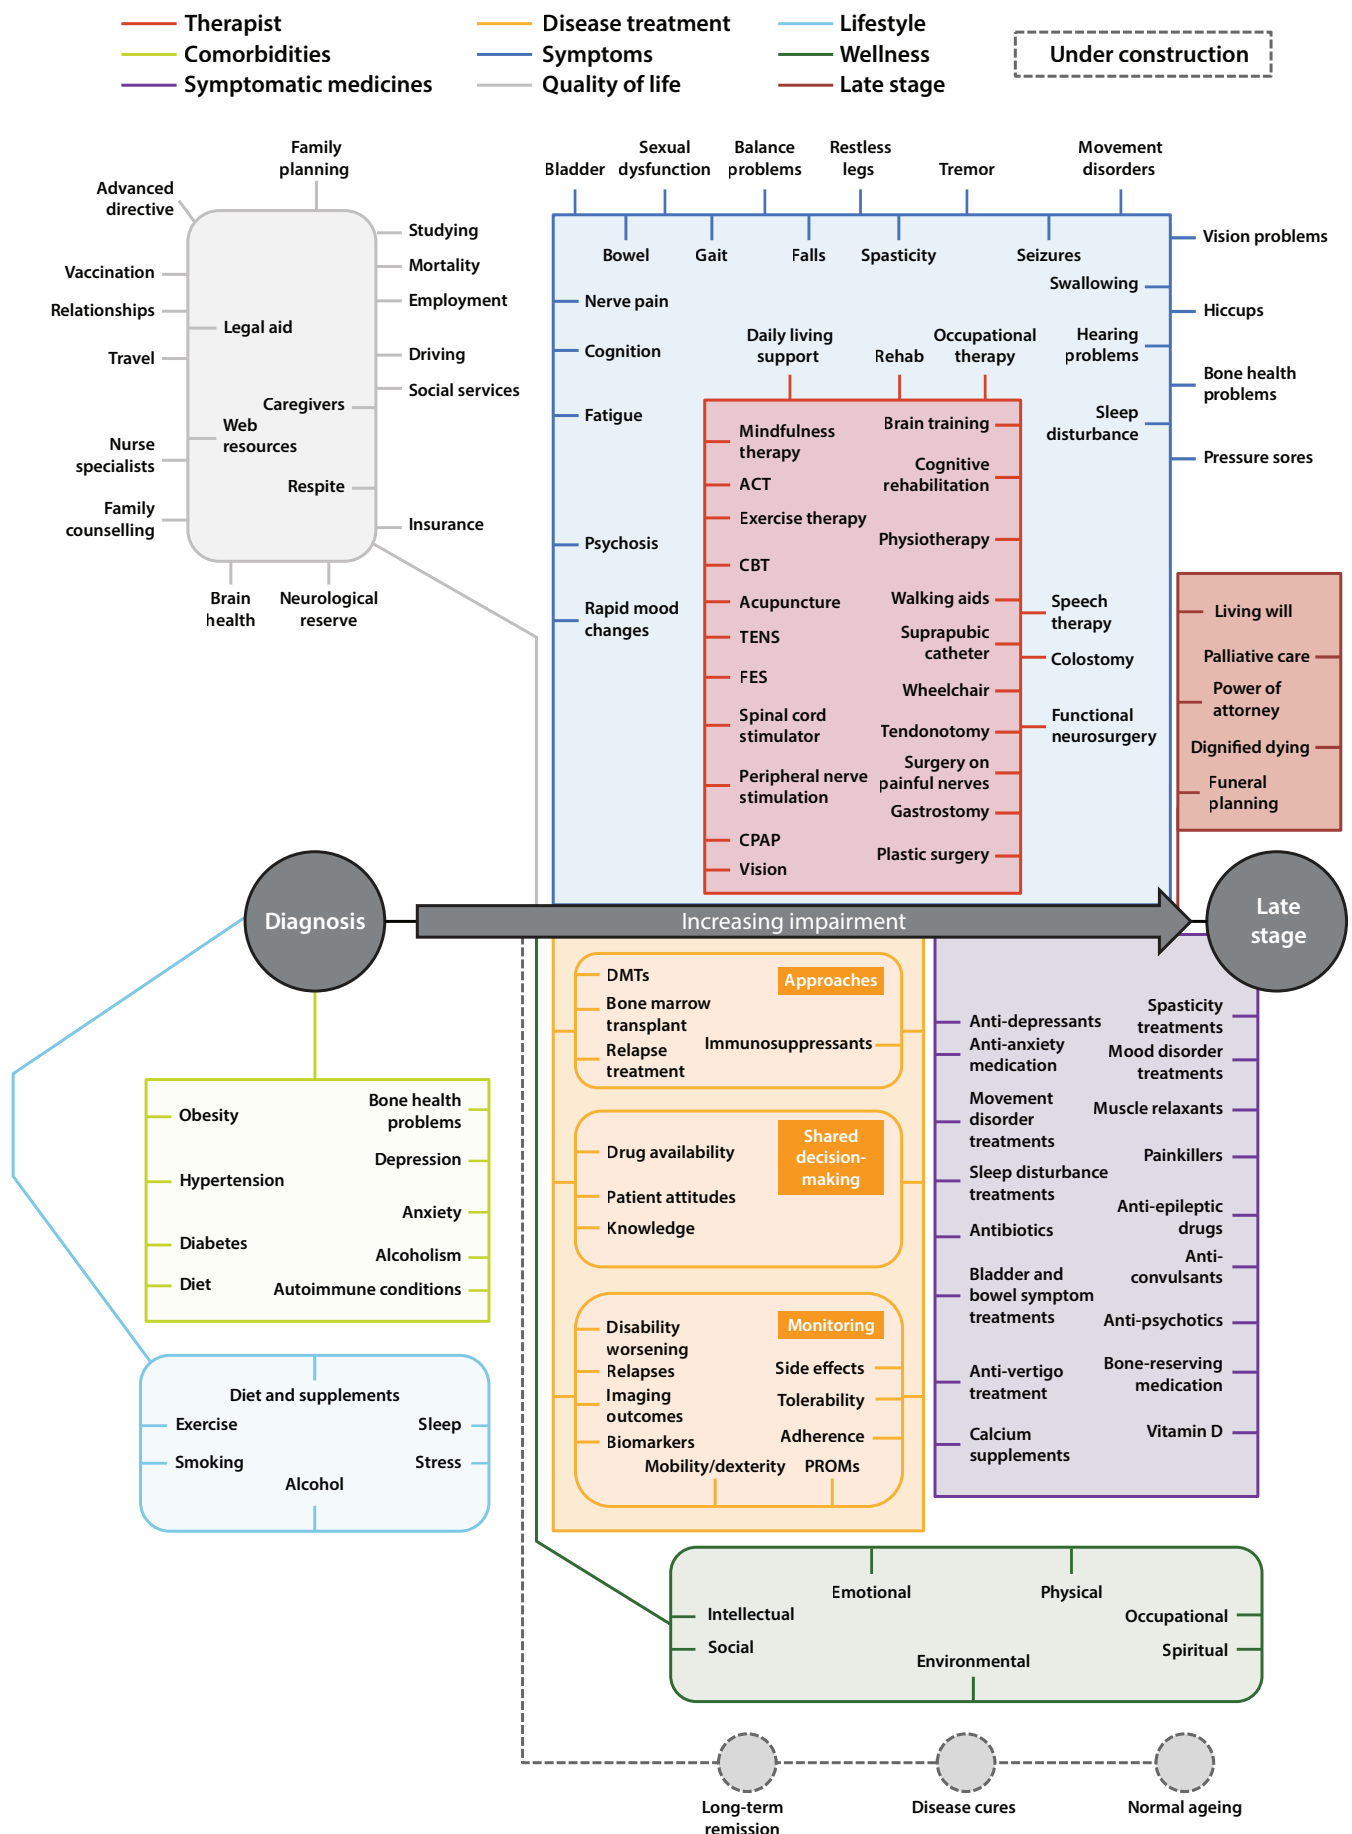 Therapist
Comorbidities
Symptomatic medicines
Disease treatment
Symptoms
Quality of life
Lifestyle
Wellness
Late stage
Under construction
Family
planning
Advanced
directive
Vaccination
Relationships
Travel
Nurse
specialists
Family
counselling
Legal aid
Caregivers
Web
resources
Respite
Studying
Mortality
Employment
Driving
Social services
Insurance
Brain
health
Neurological
reserve
Bladder
Sexual
dysfunction
Balance
problems
Restless
legs
Tremor
Movement
disorders
Bowel
Gait
Falls
Spasticity
Seizures
Nerve pain
Cognition
Fatigue
Psychosis
Rapid mood
changes
Swallowing
Hearing
problems
Sleep
disturbance
Vision problems
Hiccups
Bone health
problems
Pressure sores
Daily living
support
Rehab
Occupational
therapy
Mindfulness
therapy
ACT
Exercise therapy
CBT
Acupuncture
TENS
FES
Spinal cord
stimulator
Peripheral nerve
stimulation
CPAP
Vision
Brain training
Cognitive
rehabilitation
Physiotherapy
Walking aids
Suprapubic
catheter
Wheelchair
Tendonotomy
Surgery on
painful nerves
Gastrostomy
Plastic surgery
Speech
therapy
Colostomy
Functional
neurosurgery
Living will
Palliative care
Power of
attorney
Dignified dying
Funeral
planning
Diagnosis
Increasing impairment
Late
stage
Obesity
Hypertension
Diabetes
Diet
Bone health
problems
Depression
Anxiety
Alcoholism
Autoimmune conditions
Diet and supplements
Exercise
Smoking
Sleep
Stress
Alcohol
Approaches
DMTs
Bone marrow
transplant
Relapse
treatment
Immunosuppressants
Shared
decision-
making
Drug availability
Patient attitudes
Knowledge
Monitoring
Disability
worsening
Relapses
Imaging
outcomes
Biomarkers
Side effects
Tolerability
Adherence
Mobility/dexterity
PROMs
Anti-depressants
Anti-anxiety
medication
Movement
disorder
treatments
Sleep disturbance
treatments
Antibiotics
Bladder and
bowel symptom
treatments
Anti-vertigo
treatment
Calcium
supplements
Spasticity
treatments
Mood disorder
treatments
Muscle relaxants
Painkillers
Anti-epileptic
drugs
Anti-
convulsants
Anti-psychotics
Bone-reserving
medication
Vitamin D
Emotional
Physical
Intellectual
Social
Occupational
Spiritual
Environmental
Long-term
remission
Disease cures
Normal ageing